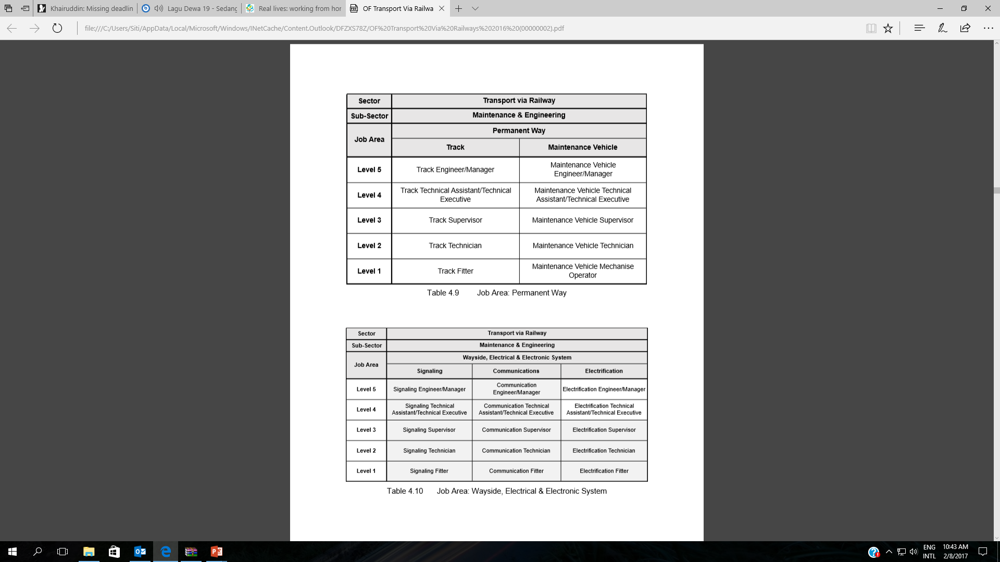 Khairuddin: Missing deadlin
Lagu Dewa 19 - Sedang
Real lives: working from hor
OF Transport Via Railwa
file:///C:/Users/Siti/AppData/Local/Microsoft/Windows/INetCache/Content.Outlook/DFZXS78Z/OF%20Transport%20Via%20Railways%202016%20(00000002).pdf
Sector Transport via Railway
Sub-Sector Maintenance & Engineering
Job Area Permanent Way
Track Maintenance Vehicle
Level 5 Track Engineer/Manager Maintenance Vehicle
Engineer/Manager
Level 4 Track Technical Assistant/Technical
Executive Maintenance Vehicle Technical
Assistant/Technical Executive
Level 3 Track Supervisor Maintenance Vehicle Supervisor
Level 2 Track Technician Maintenance Vehicle Technician
Level 1 Track Fitter Maintenance Vehicle Mechanise
Operator
Table 4.9 Job Area: Permanent Way
Sector Transport via Railway
Sub-Sector Maintenance & Engineering
Job Area Wayside, Electrical & Electronic System
Signaling Communications Electrification
Level 5 Signaling Engineer/Manager Communication
Engineer/Manager Electrification Engineer/Manager
Level 4 Signaling Technical
Assistant/Technical Executive Communication Technical
Assistant/Technical Executive Electrification Technical
Assistant/Technical Executive
Level 3 Signaling Supervisor Communication Supervisor Electrification Supervisor
Level 2 Signaling Technician Communication Technician Electrification Technician
Level 1 Signaling Fitter Communication Fitter Electrification Fitter
Table 4.10 Job Area: Wayside, Electrical & Electronic System
ENG
INTL
10:43 AM
2/8/2017